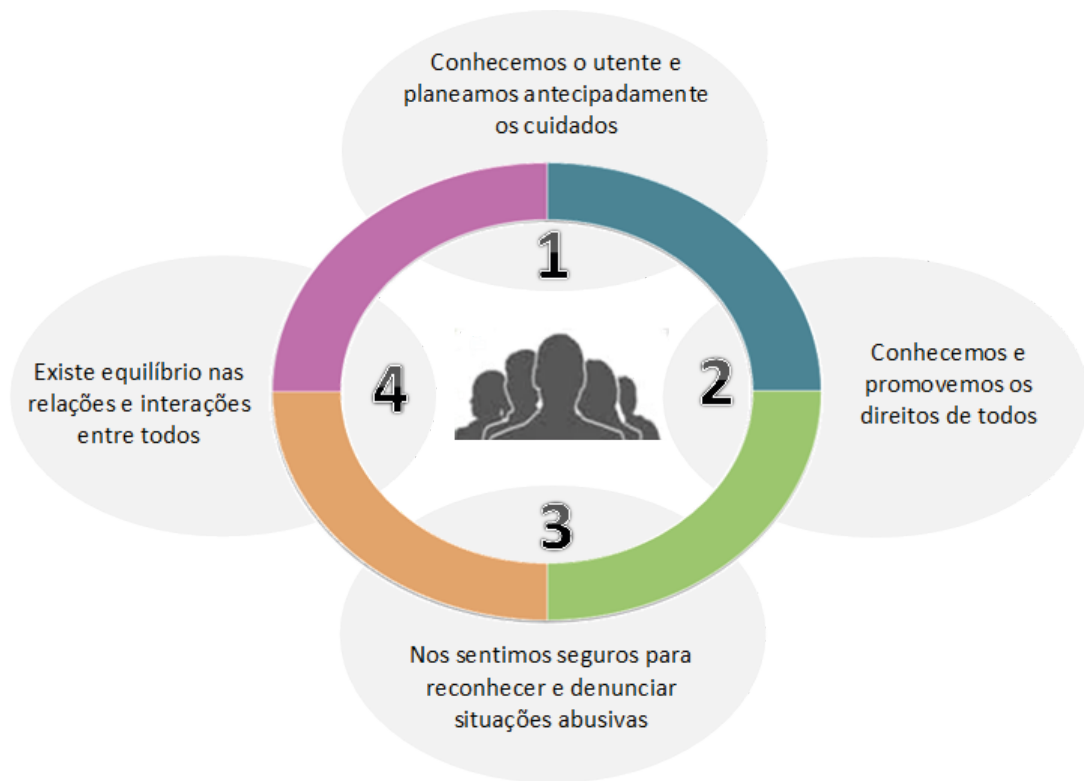 Conhecemos o utente e
planeamos antecipadamente
os cuidados
1
Existe equilíbrio nas
relações e interações
entre todos
4
2
Conhecemos e
promovemos os
direitos de todos
3
Nos sentimos seguros para
reconhecer e denunciar
situações abusivas